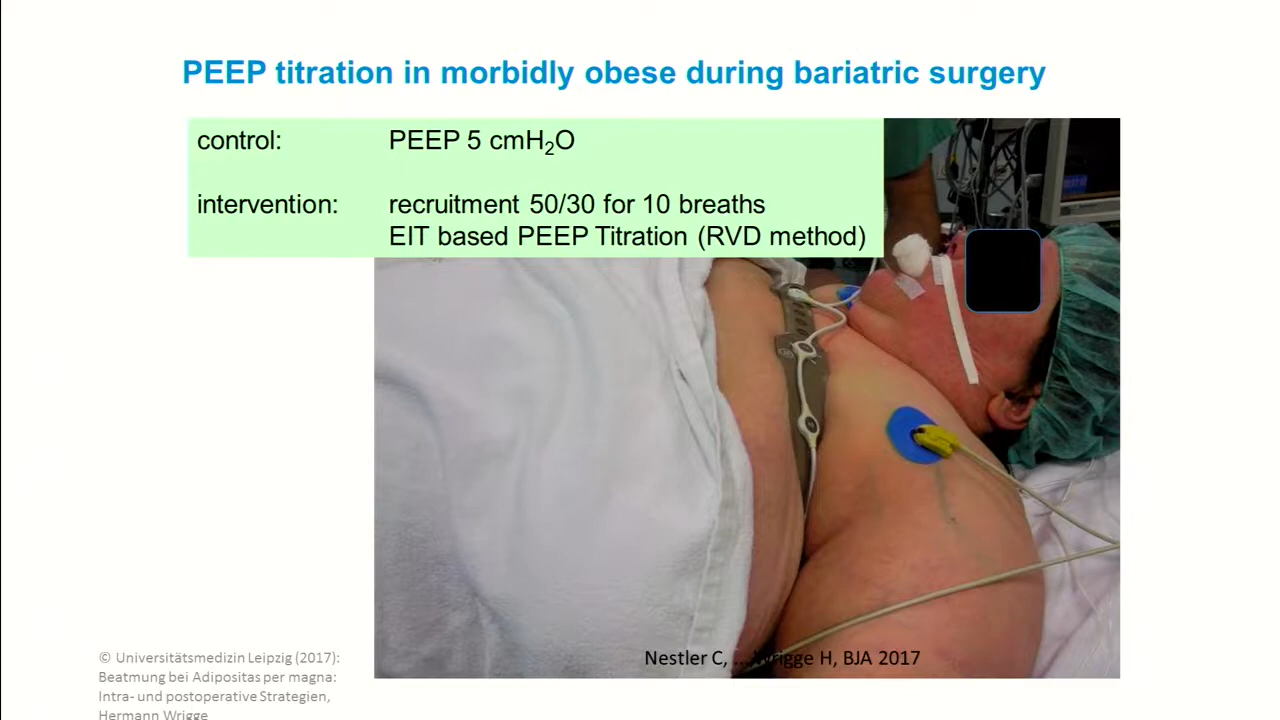 PEEP titration in morbidly obese during bariatric surgery
control: PEEP 5 cmH₂O
intervention: recruitment 50/30 for 10 breaths
EIT based PEEP Titration (RVD method)
Nestler C, ...Wrigge H, BJA 2017
© Universitätsmedizin Leipzig (2017):
Beatmung bei Adipositas per magna:
Intra- und postoperative Strategien,
Hermann Wrigge